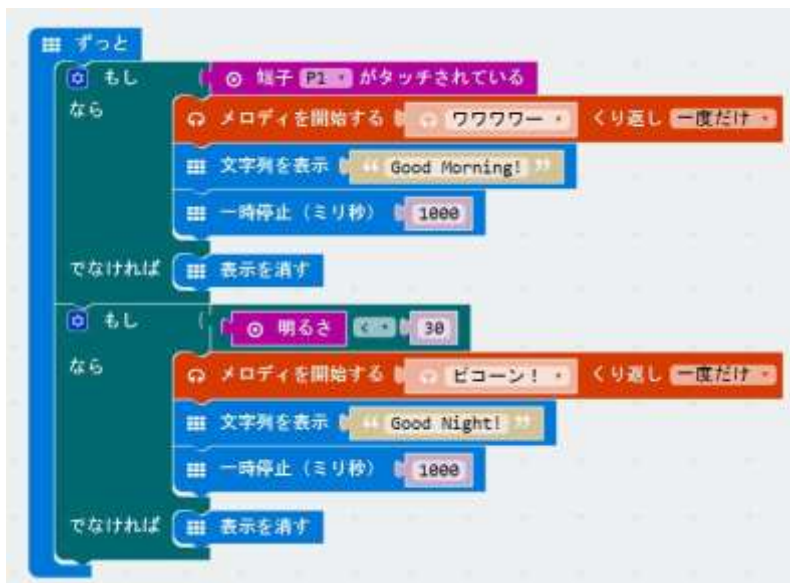 ずっと
もし 端子 P1 がタッチされている
なら メロディを開始する ワワワワー くり返し 一度だけ
文字列を表示 “ Good Morning! ”
一時停止（ミリ秒） 1000
でなければ 表示を消す
もし 明るさ < 30
なら メロディを開始する ピコーン！ くり返し 一度だけ
文字列を表示 “ Good Night! ”
一時停止（ミリ秒） 1000
でなければ 表示を消す